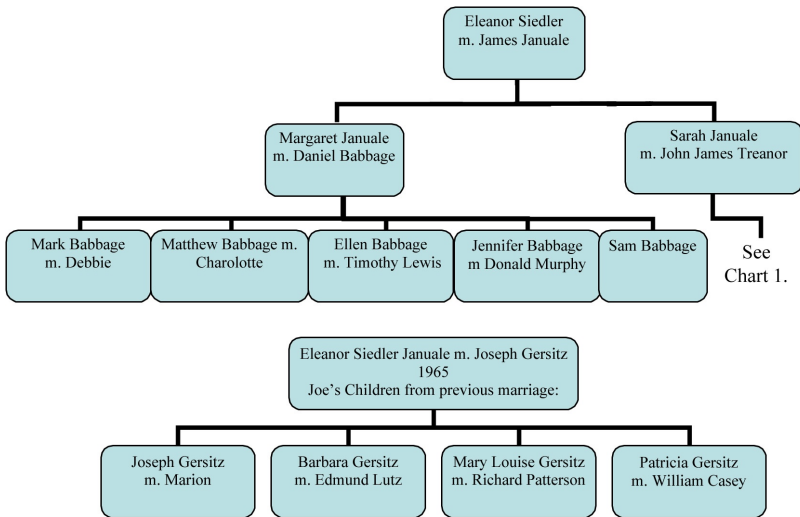 Eleanor Siedler
m. James Januale
Margaret Januale
m. Daniel Babbage
Sarah Januale
m. John James Treanor
Mark Babbage
m. Debbie
Matthew Babbage m.
Charolotte
Ellen Babbage
m. Timothy Lewis
Jennifer Babbage
m Donald Murphy
Sam Babbage
See
Chart 1.
Eleanor Siedler Januale m. Joseph Gersitz
1965
Joe's Children from previous marriage:
Joseph Gersitz
m. Marion
Barbara Gersitz
m. Edmund Lutz
Mary Louise Gersitz
m. Richard Patterson
Patricia Gersitz
m. William Casey